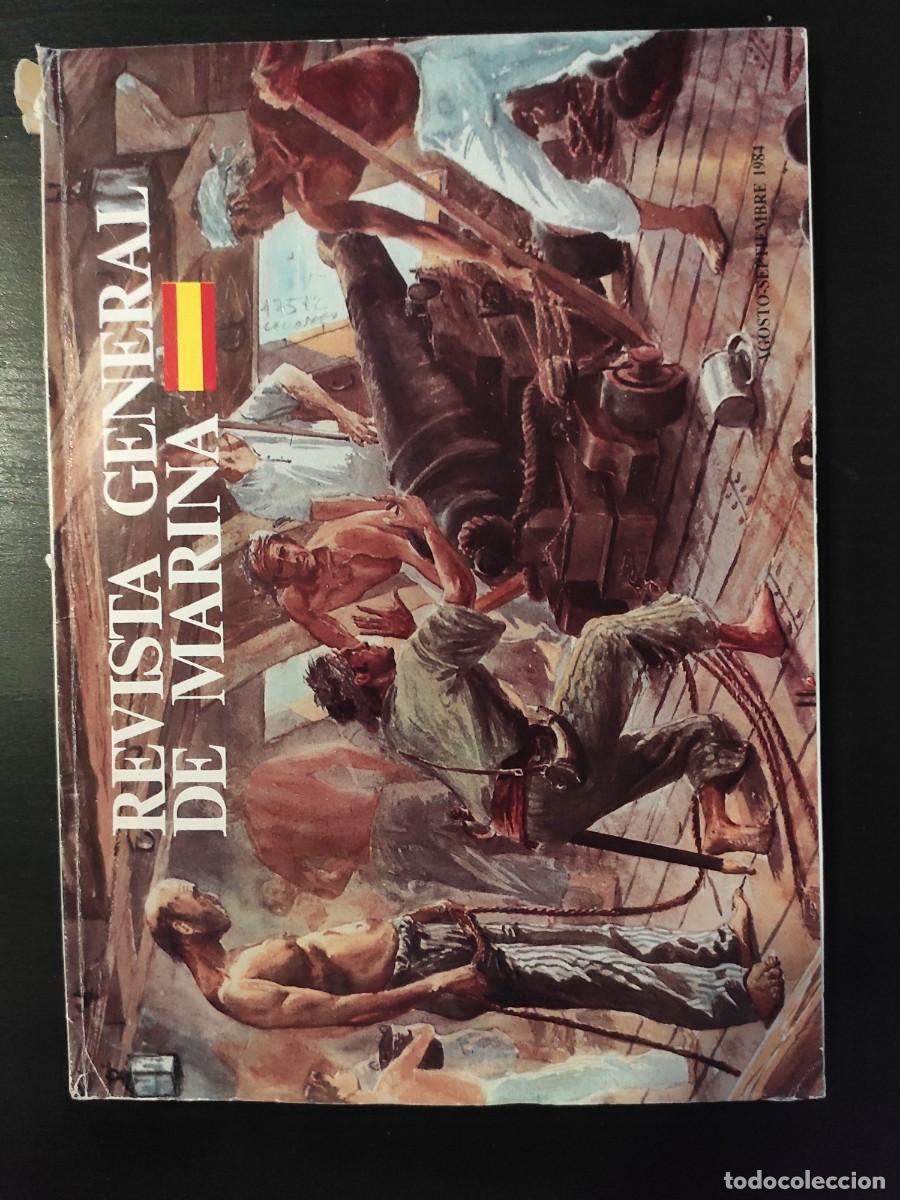 REVISTA GENERAL
DE MARINA
AGOSTO-SEPTIEMBRE 1984
todocoleccion